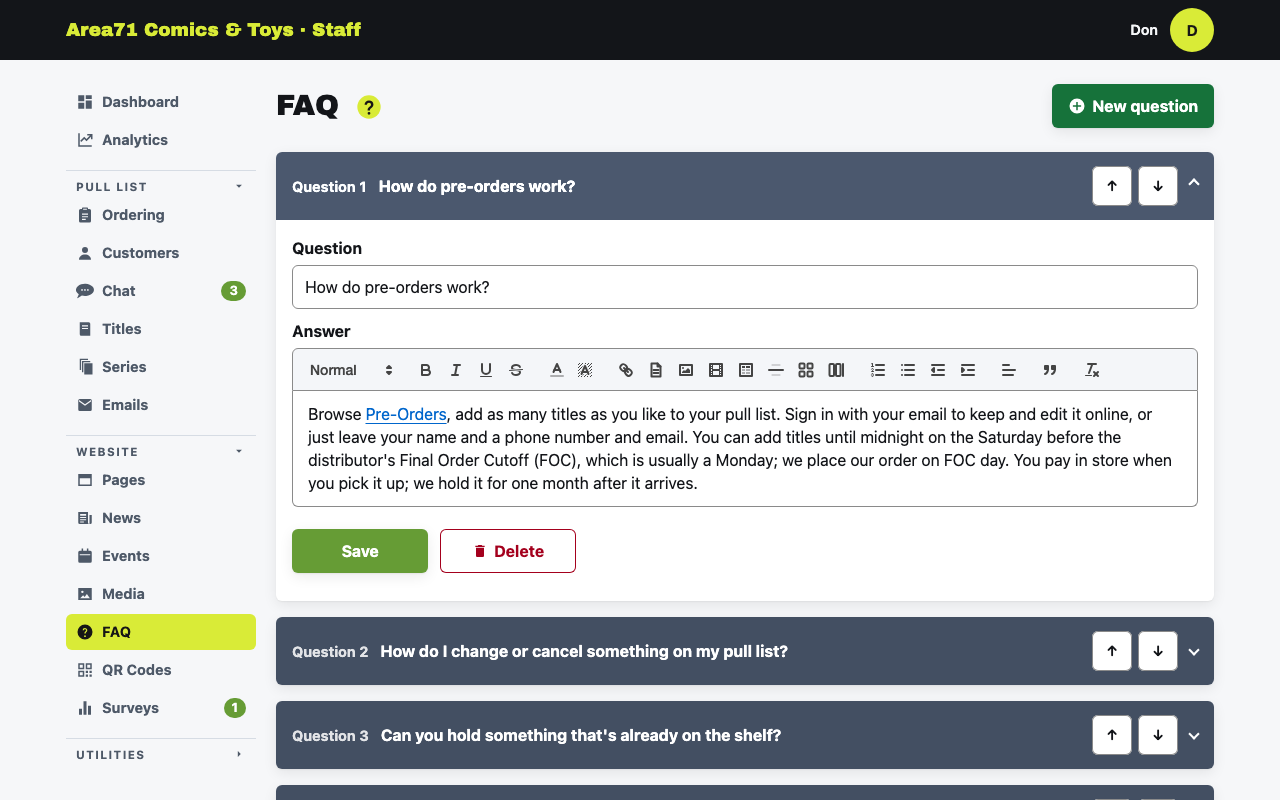 Area71 Comics & Toys · Staff
Don
D
Dashboard
Analytics
PULL LIST
Ordering
Customers
Chat
3
Titles
Series
Emails
WEBSITE
Pages
News
Events
Media
FAQ
QR Codes
Surveys
1
UTILITIES
FAQ
?
New question
Question 1 How do pre-orders work?
Question
How do pre-orders work?
Answer
Normal
Browse Pre-Orders, add as many titles as you like to your pull list. Sign in with your email to keep and edit it online, or
just leave your name and a phone number and email. You can add titles until midnight on the Saturday before the
distributor's Final Order Cutoff (FOC), which is usually a Monday; we place our order on FOC day. You pay in store when
you pick it up; we hold it for one month after it arrives.
Save
Delete
Question 2 How do I change or cancel something on my pull list?
Question 3 Can you hold something that's already on the shelf?